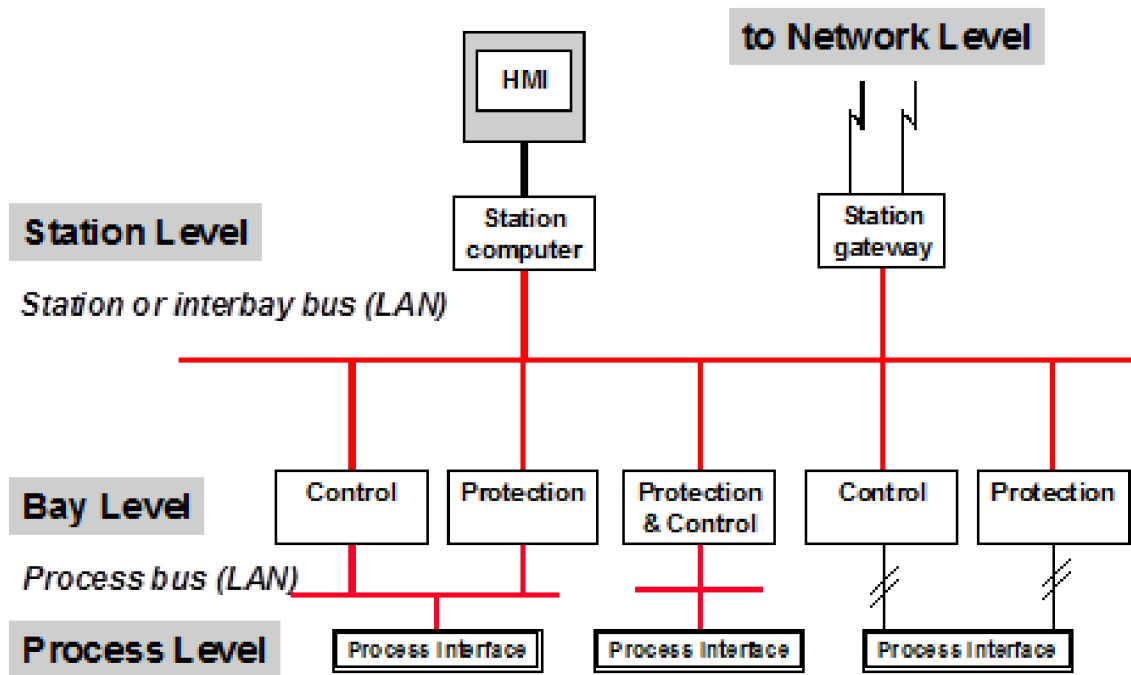 to Network Level
HMI
Station
computer
Station
gateway
Station Level
Station or interbay bus (LAN)
Control
Protection
Protection
& Control
Control
Protection
Bay Level
Process bus (LAN)
Process Level
Process Interface
Process Interface
Process Interface